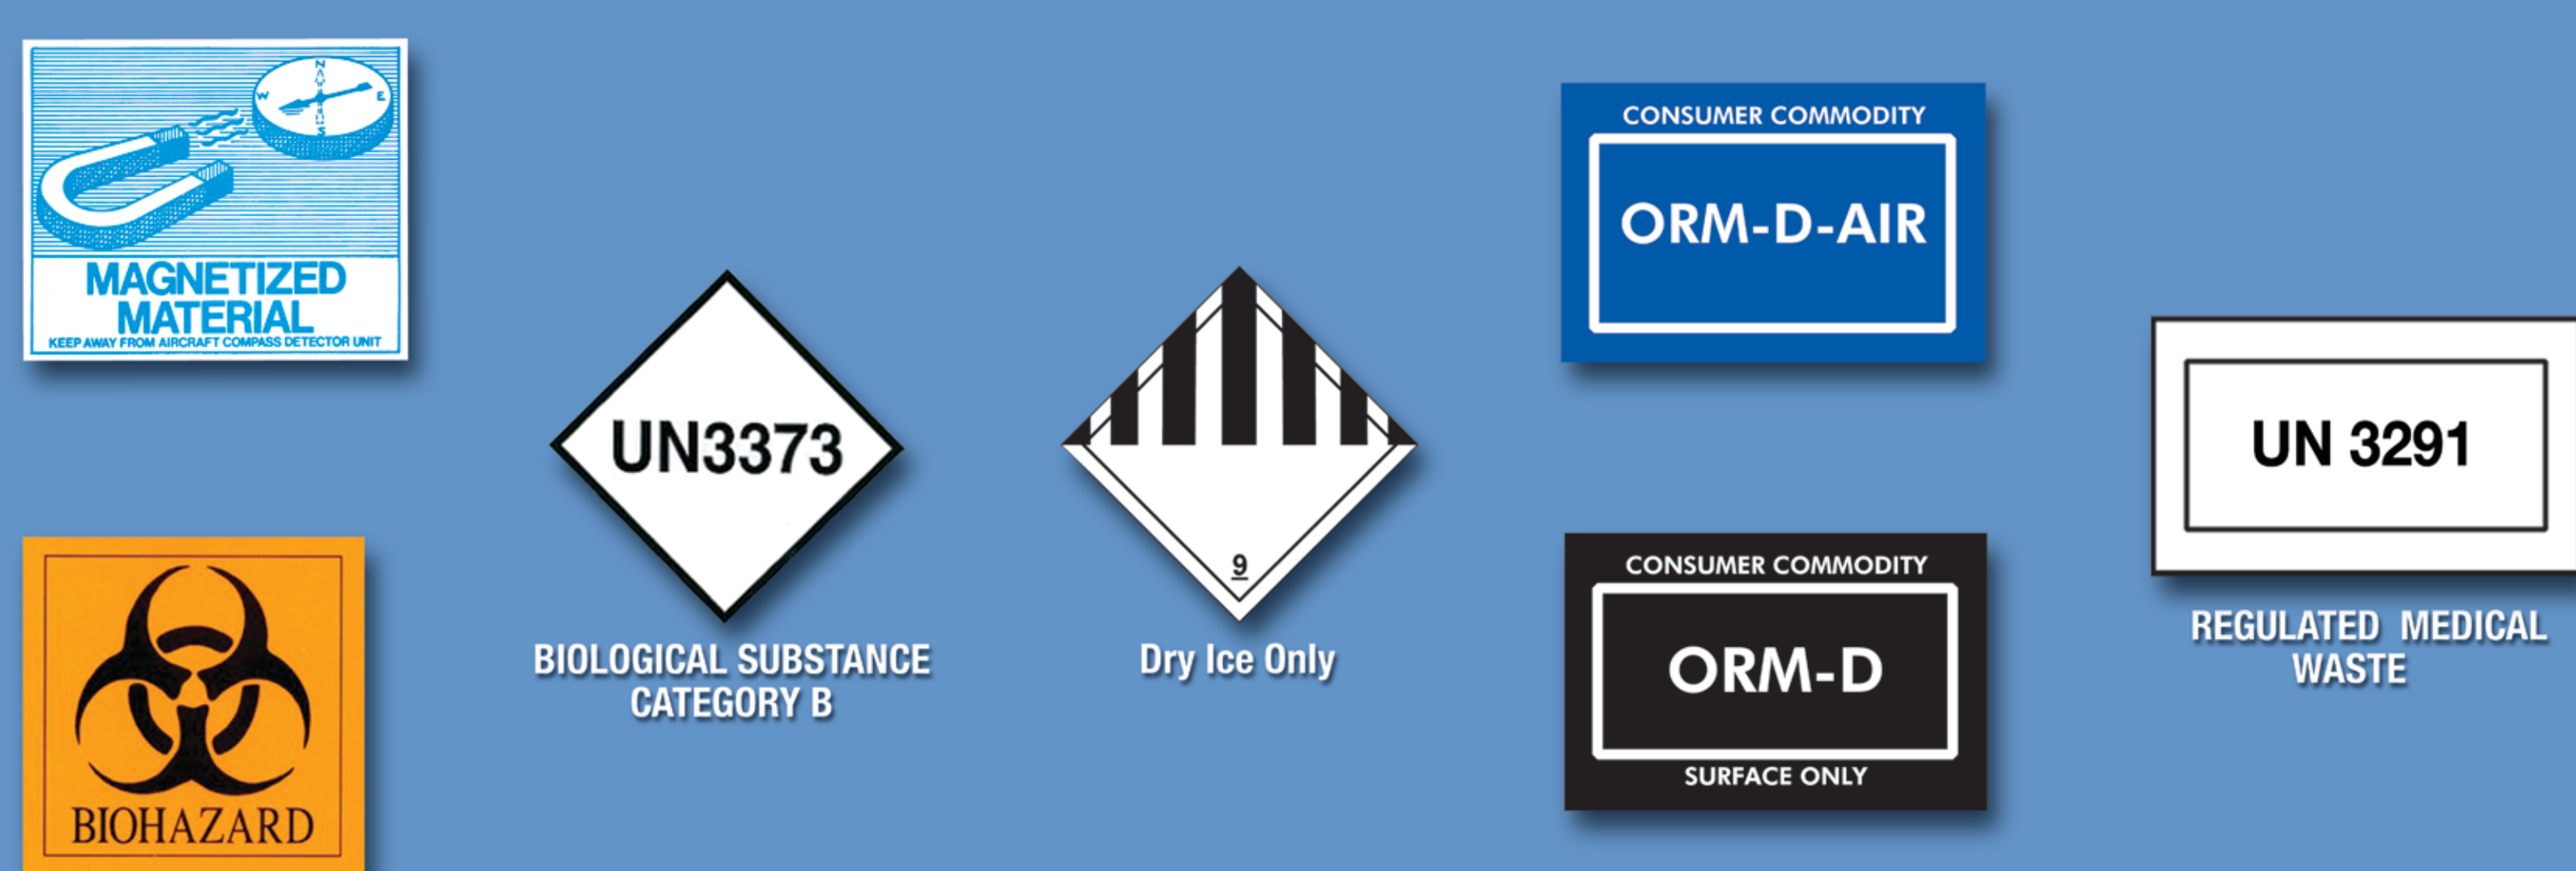 N
W
E
S
MAGNETIZED
MATERIAL
KEEP AWAY FROM AIRCRAFT COMPASS DETECTOR UNIT
BIOHAZARD
UN3373
BIOLOGICAL SUBSTANCE
CATEGORY B
9
Dry Ice Only
CONSUMER COMMODITY
ORM-D-AIR
CONSUMER COMMODITY
ORM-D
SURFACE ONLY
UN 3291
REGULATED MEDICAL
WASTE